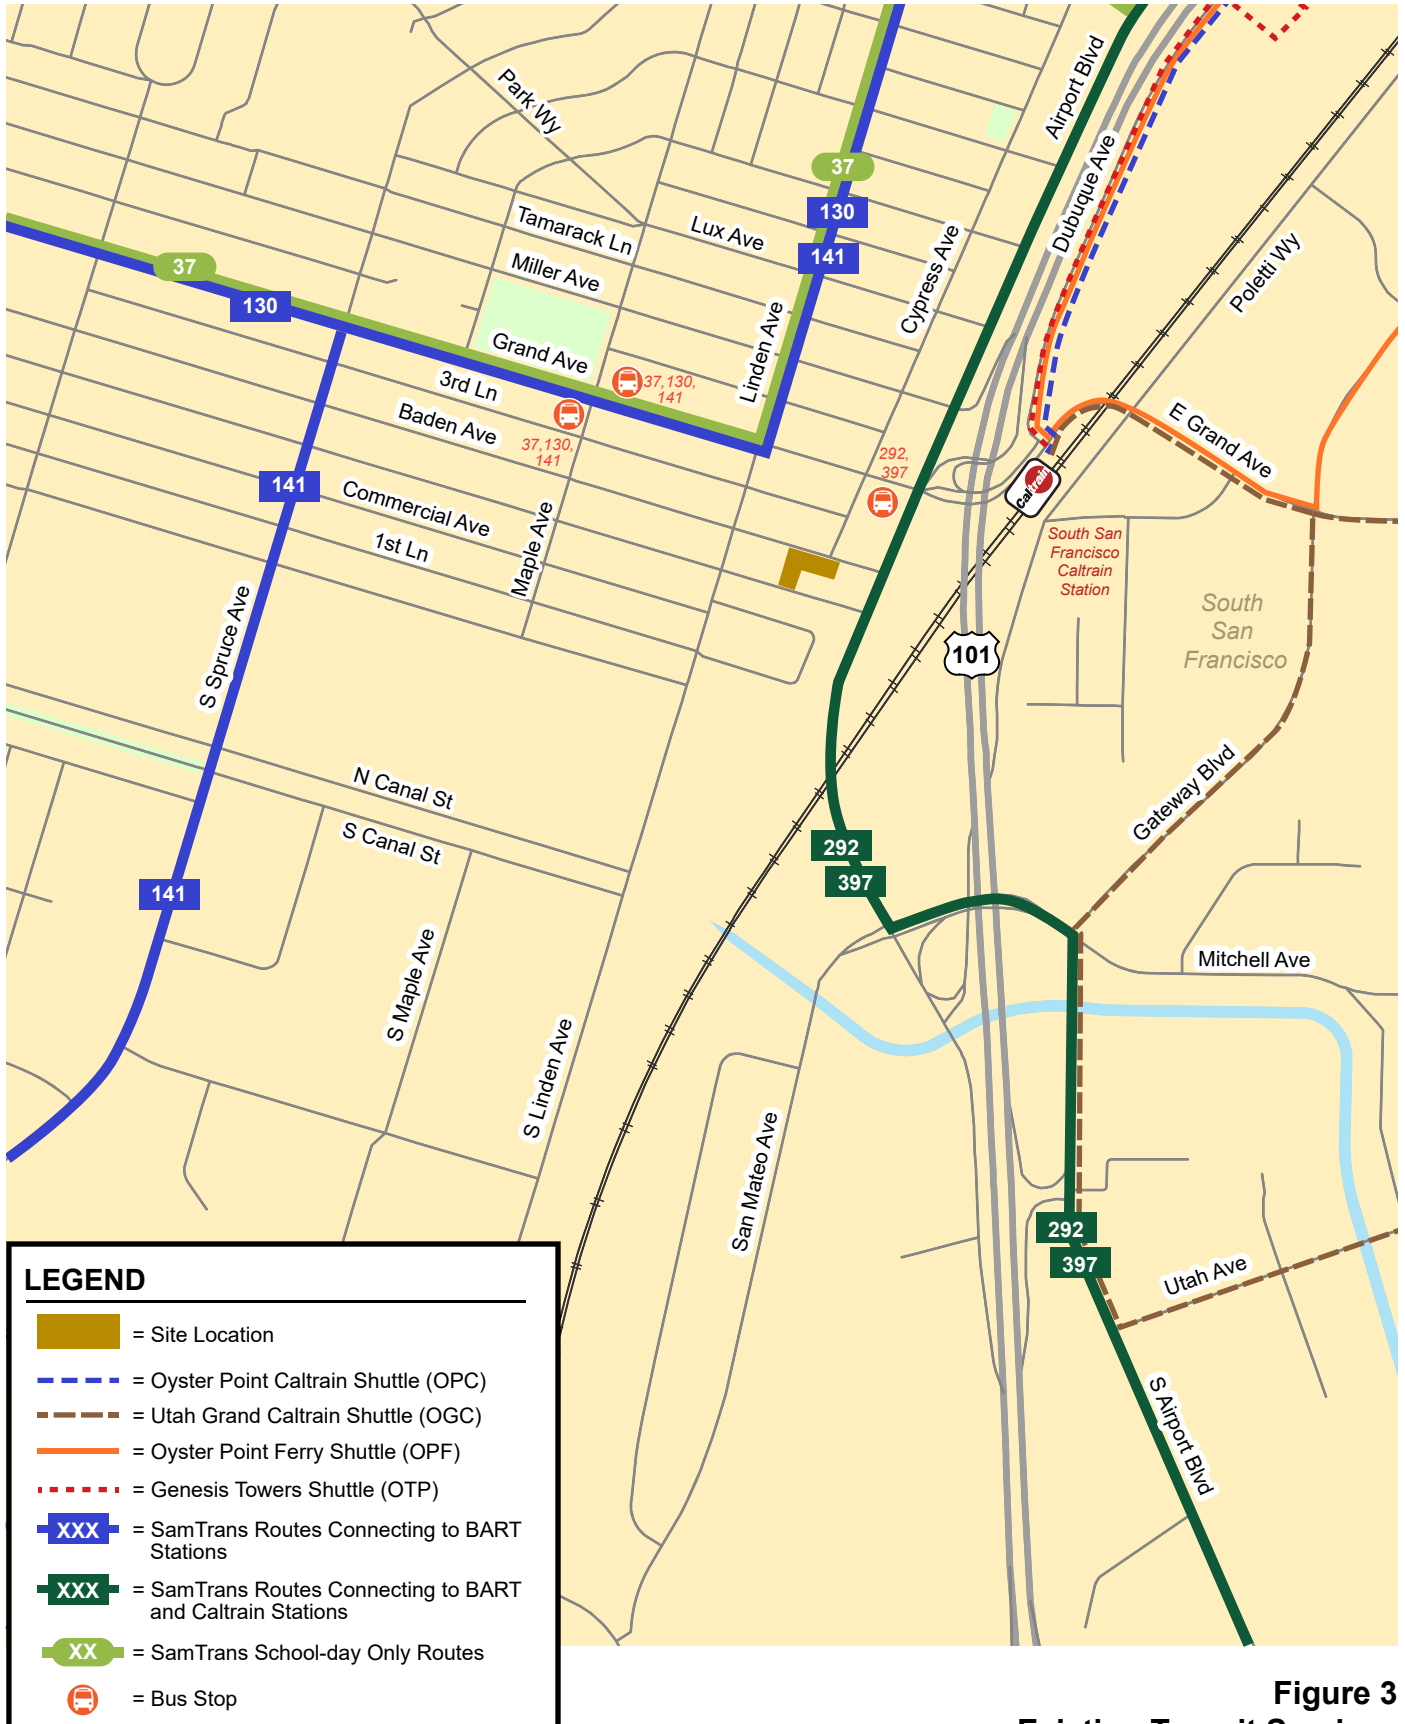 Park Wy
Airport Blvd
Dubuque Ave
37
130
141
Tamarack Ln
Lux Ave
Miller Ave
Cypress Ave
Poletti Wy
37
130
Grand Ave
Linden Ave
3rd Ln
37,130,
141
Baden Ave
37,130,
141
E Grand Ave
292,
397
Caltrain
141
Commercial Ave
1st Ln
Maple Ave
South San
Francisco
Caltrain
Station
South
San
Francisco
S Spruce Ave
101
N Canal St
S Canal St
Gateway Blvd
292
397
141
S Maple Ave
Mitchell Ave
S Linden Ave
San Mateo Ave
292
397
Utah Ave
S Airport Blvd
LEGEND
= Site Location
= Oyster Point Caltrain Shuttle (OPC)
= Utah Grand Caltrain Shuttle (OGC)
= Oyster Point Ferry Shuttle (OPF)
= Genesis Towers Shuttle (OTP)
XXX = SamTrans Routes Connecting to BART
Stations
XXX = SamTrans Routes Connecting to BART
and Caltrain Stations
XX = SamTrans School-day Only Routes
= Bus Stop
Figure 3